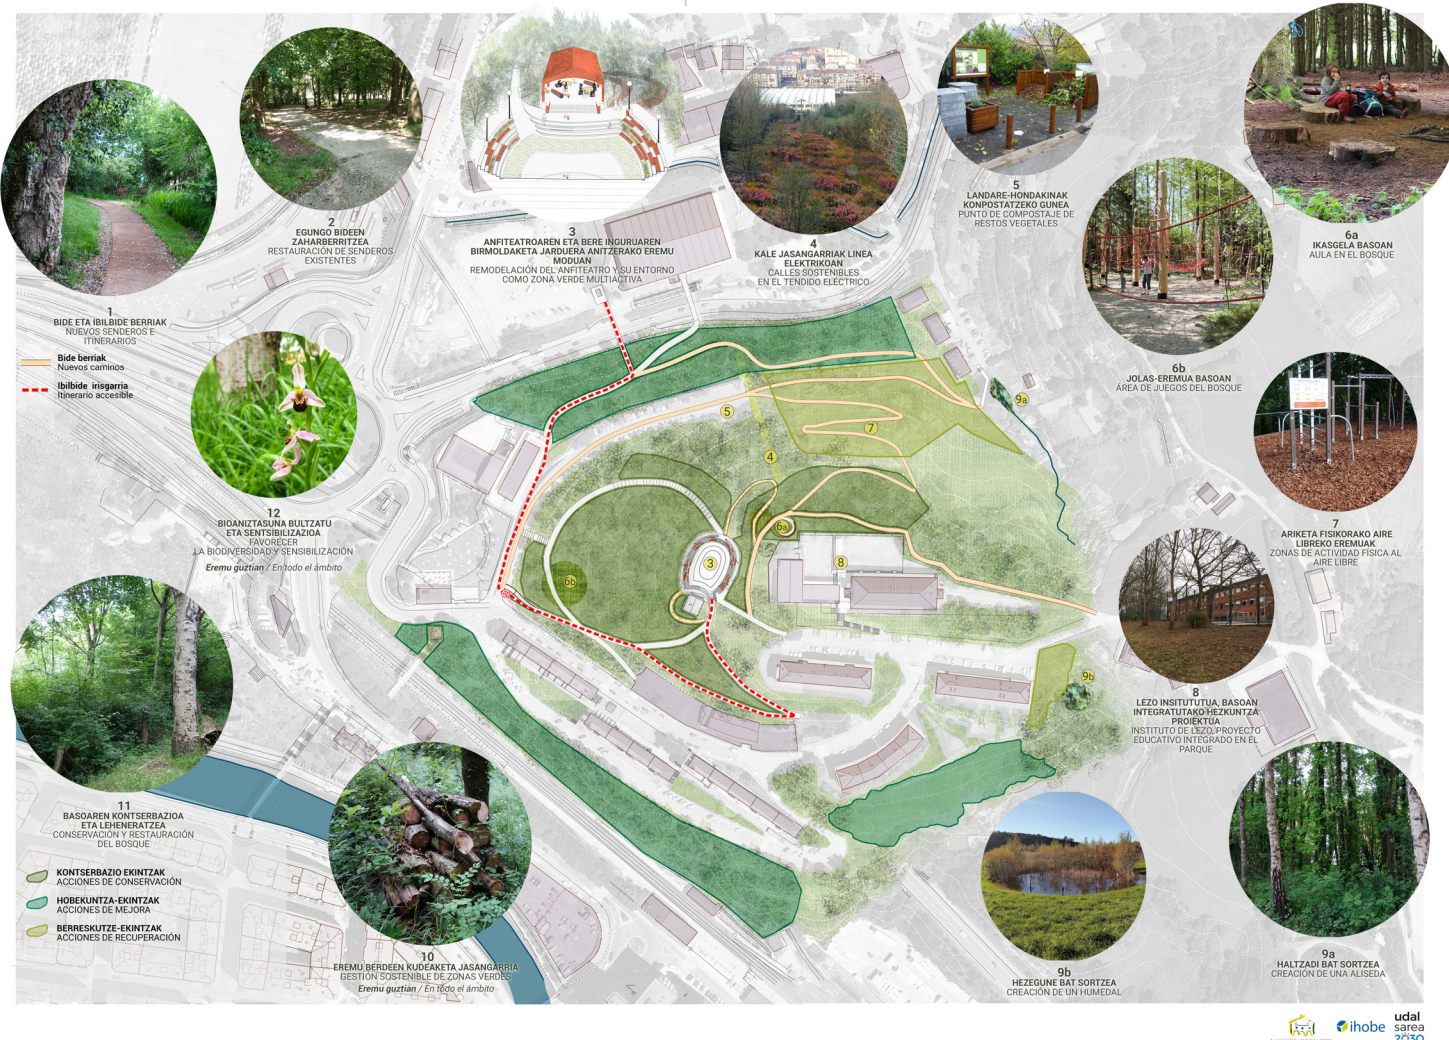 1
BIDE ETA IBILBIDE BERRIAK
NUEVOS SENDEROS E
ITINERARIOS
Bide berriak
Nuevos caminos
Ibilbide irisgarria
Itinerario accesible
2
EGUNGO BIDEEN
ZAHARBERRITZEA
RESTAURACIÓN DE SENDEROS
EXISTENTES
3
ANFITEATROAREN ETA BERE INGURUAREN
BIRMOLDAKETA JARDUERA ANITZERAKO EREMU
MODUAN
REMODELACIÓN DEL ANFITEATRO Y SU ENTORNO
COMO ZONA VERDE MULTIACTIVA
4
KALE JASANGARRIAK LINEA
ELEKTRIKOAN
CALLES SOSTENIBLES
EN EL TENDIDO ELÉCTRICO
5
LANDARE-HONDAKINAK
KONPOSTATZEKO GUNEA
PUNTO DE COMPOSTAJE DE
RESTOS VEGETALES
6a
IKASGELA BASOAN
AULA EN EL BOSQUE
6b
JOLAS-EREMUA BASOAN
ÁREA DE JUEGOS DEL BOSQUE
7
ARIKETA FISIKORAKO AIRE
LIBREKO EREMUAK
ZONAS DE ACTIVIDAD FÍSICA AL
AIRE LIBRE
8
LEZO INSITUTUTUA, BASOAN
INTEGRATUTAKO HEZKUNTZA
PROIEKTUA
INSTITUTO DE LEZO, PROYECTO
EDUCATIVO INTEGRADO EN EL
PARQUE
9a
HALTZADI BAT SORTZEA
CREACIÓN DE UNA ALISEDA
9b
HEZEGUNE BAT SORTZEA
CREACIÓN DE UN HUMEDAL
10
EREMU BERDEEN KUDEAKETA JASANGARRIA
GESTIÓN SOSTENIBLE DE ZONAS VERDES
Eremu guztian / En todo el ámbito
11
BASOAREN KONTSERBAZIOA
ETA LEHENERATZEA
CONSERVACIÓN Y RESTAURACIÓN
DEL BOSQUE
12
BIOANIZTASUNA BULTZATU
ETA SENTSIBILIZAZIOA
FAVORECER
LA BIODIVERSIDAD Y SENSIBILIZACIÓN
Eremu guztian / En todo el ámbito
KONTSERBAZIO EKINTZAK
ACCIONES DE CONSERVACIÓN
HOBEKUNTZA-EKINTZAK
ACCIONES DE MEJORA
BERRESKUTZE-EKINTZAK
ACCIONES DE RECUPERACIÓN
9a
5
7
4
6a
3
8
6b
9b
ihobe
udal
sarea
2030